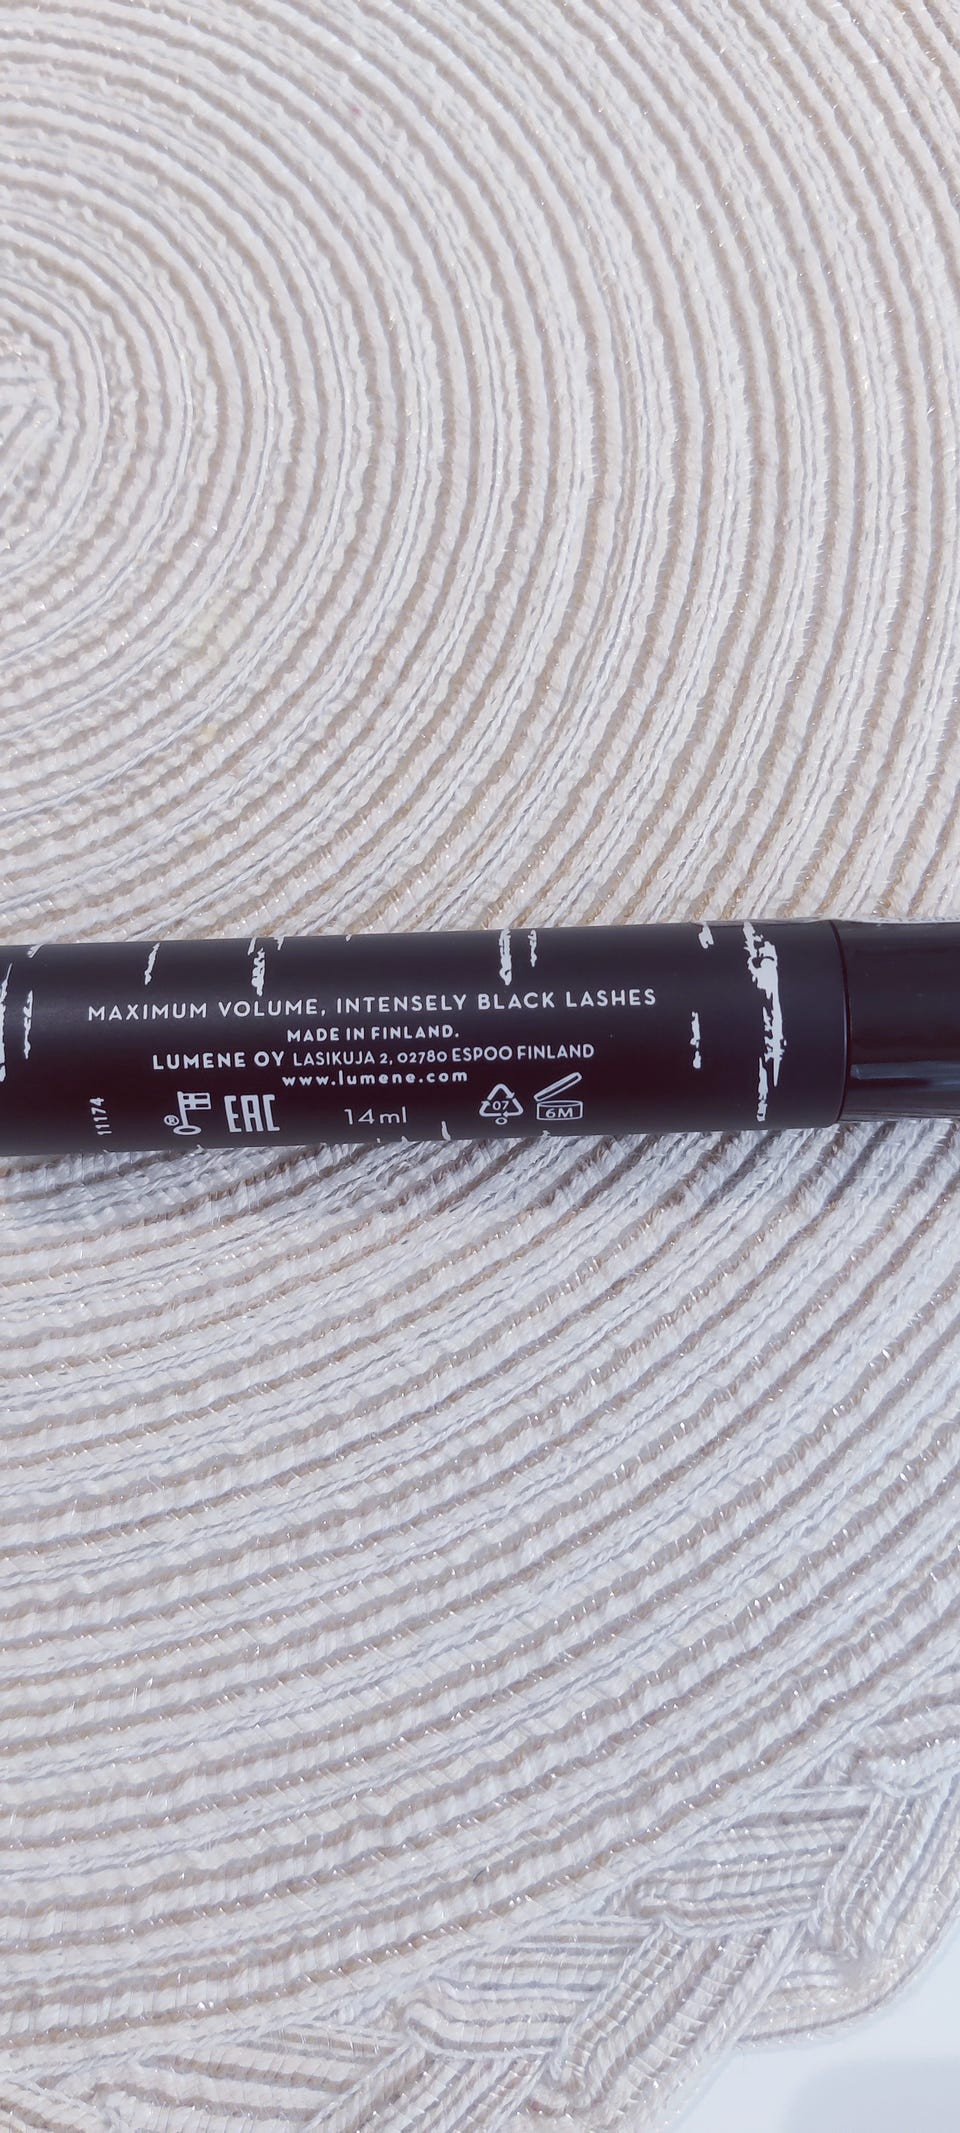 MAXIMUM VOLUME, INTENSELY BLACK LASHES
MADE IN FINLAND.
LUMENE OY LASIKUJA 2, 02780 ESPOO FINLAND
www.lumene.com
11174
® EAC 14ml 07 6M